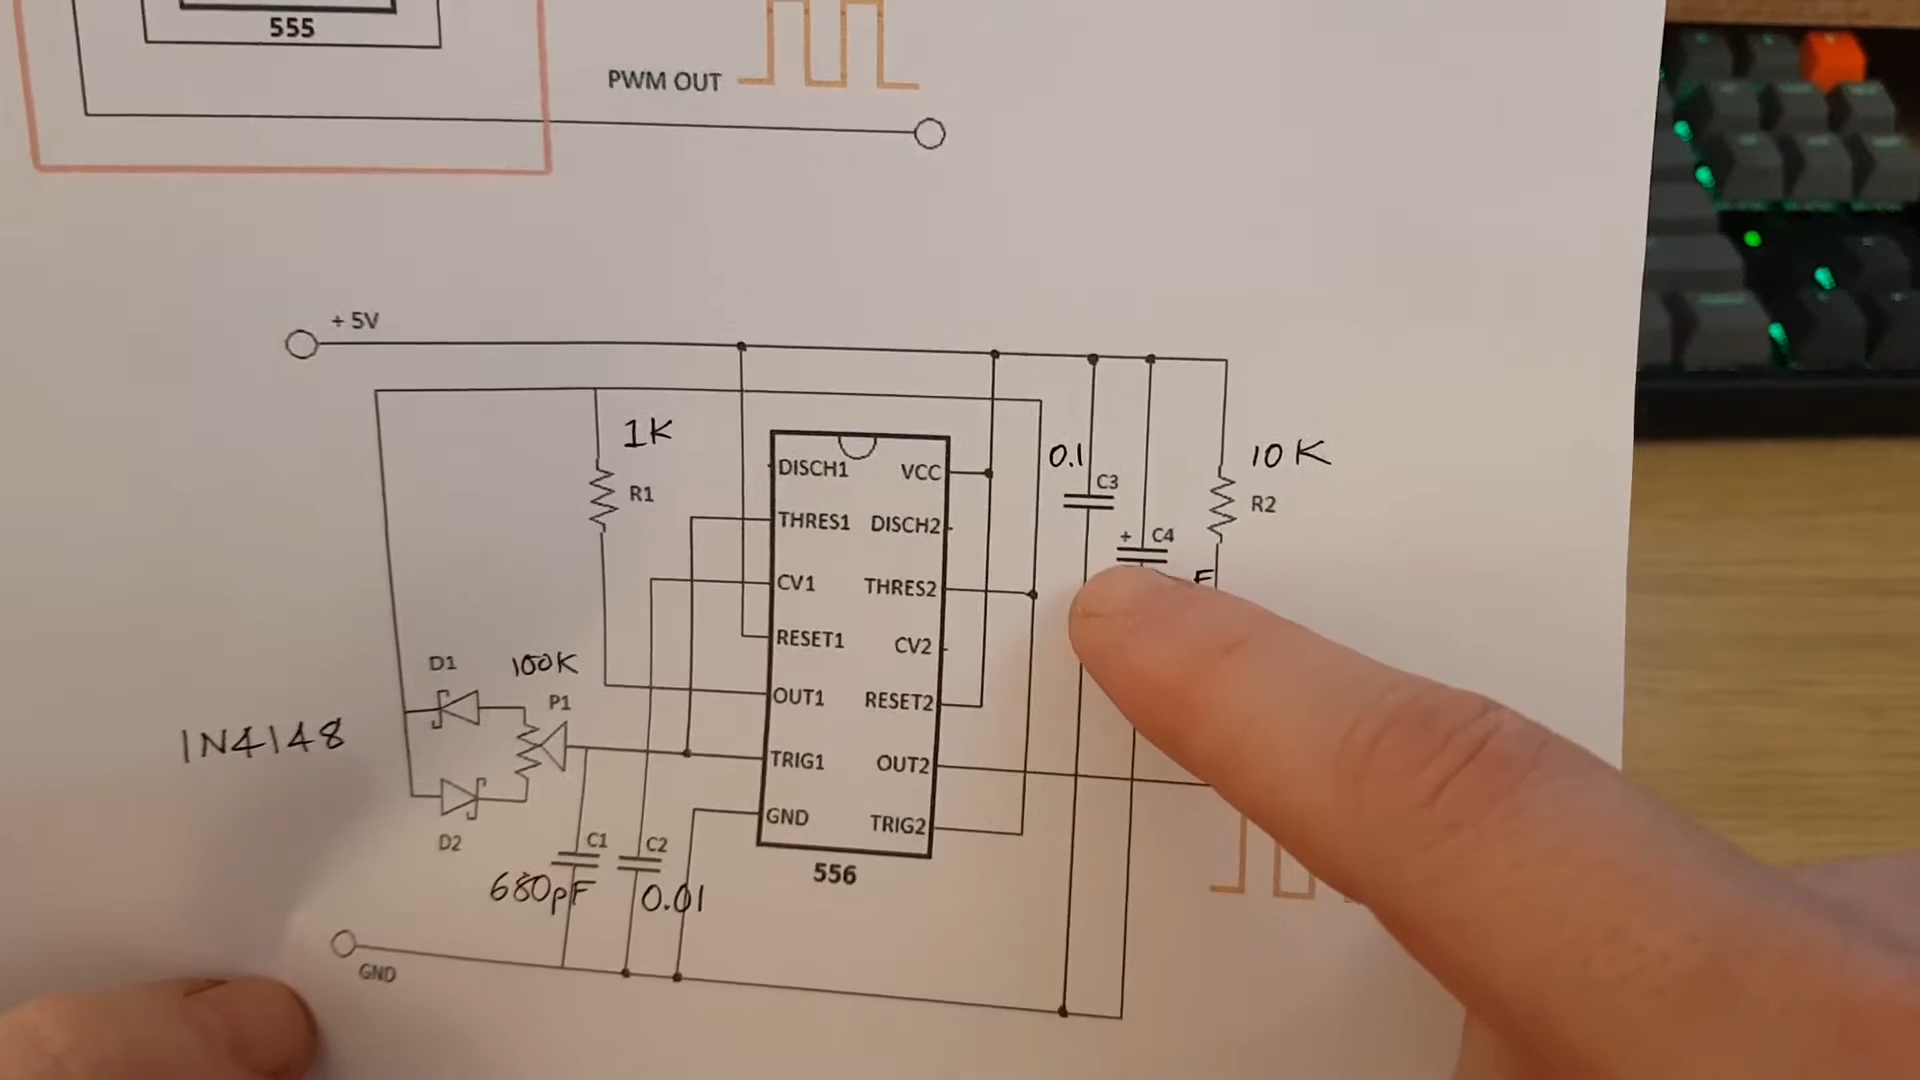 555
PWM OUT
+ 5V
1K
R1
DISCH1
VCC
THRES1
DISCH2
CV1
THRES2
RESET1
CV2
OUT1
RESET2
TRIG1
OUT2
GND
TRIG2
556
0.1
C3
+ C4
F
10K
R2
D1
100K
P1
1N4148
D2
C1
680pF
C2
0.01
GND